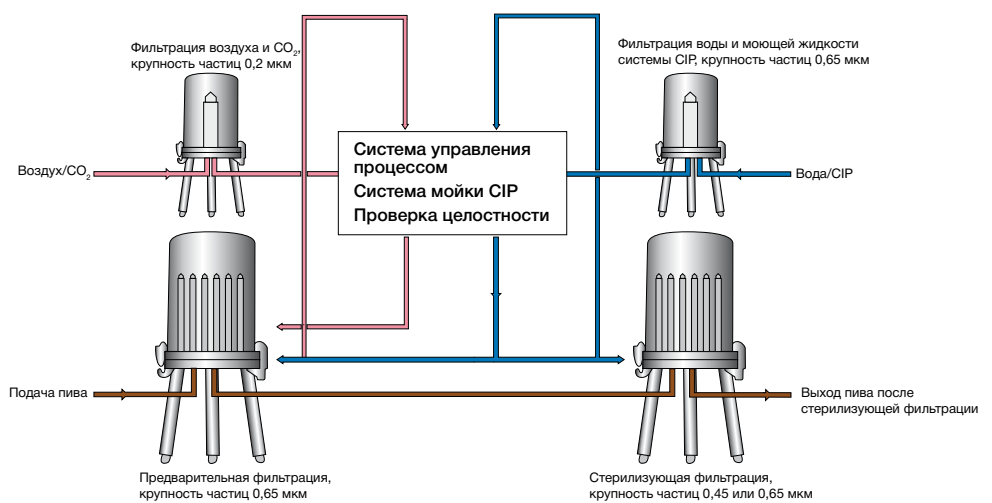 Фильтрация воздуха и CO₂,
крупность частиц 0,2 мкм
Фильтрация воды и моющей жидкости
системы CIP, крупность частиц 0,65 мкм
Воздух/CO₂
Система управления
процессом
Система мойки CIP
Проверка целостности
Вода/CIP
Подача пива
Выход пива после
стерилизующей фильтрации
Предварительная фильтрация,
крупность частиц 0,65 мкм
Стерилизующая фильтрация,
крупность частиц 0,45 или 0,65 мкм